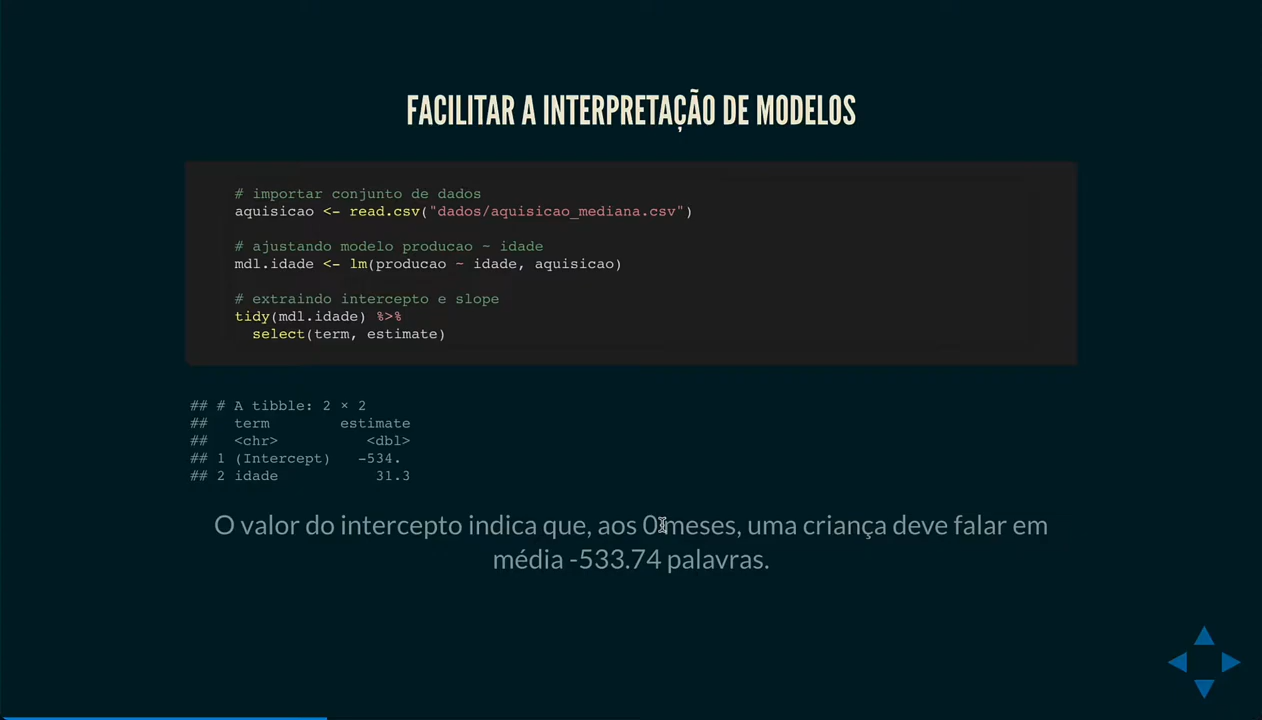 FACILITAR A INTERPRETAÇÃO DE MODELOS
# importar conjunto de dados
aquisicao <- read.csv("dados/aquisicao_mediana.csv")
# ajustando modelo producao ~ idade
mdl.idade <- lm(producao ~ idade, aquisicao)
# extraindo intercepto e slope
tidy(mdl.idade) %>%
select(term, estimate)
## # A tibble: 2 × 2
## term estimate
## <chr> <dbl>
## 1 (Intercept) -534.
## 2 idade 31.3
O valor do intercepto indica que, aos 0 meses, uma criança deve falar em
média -533.74 palavras.